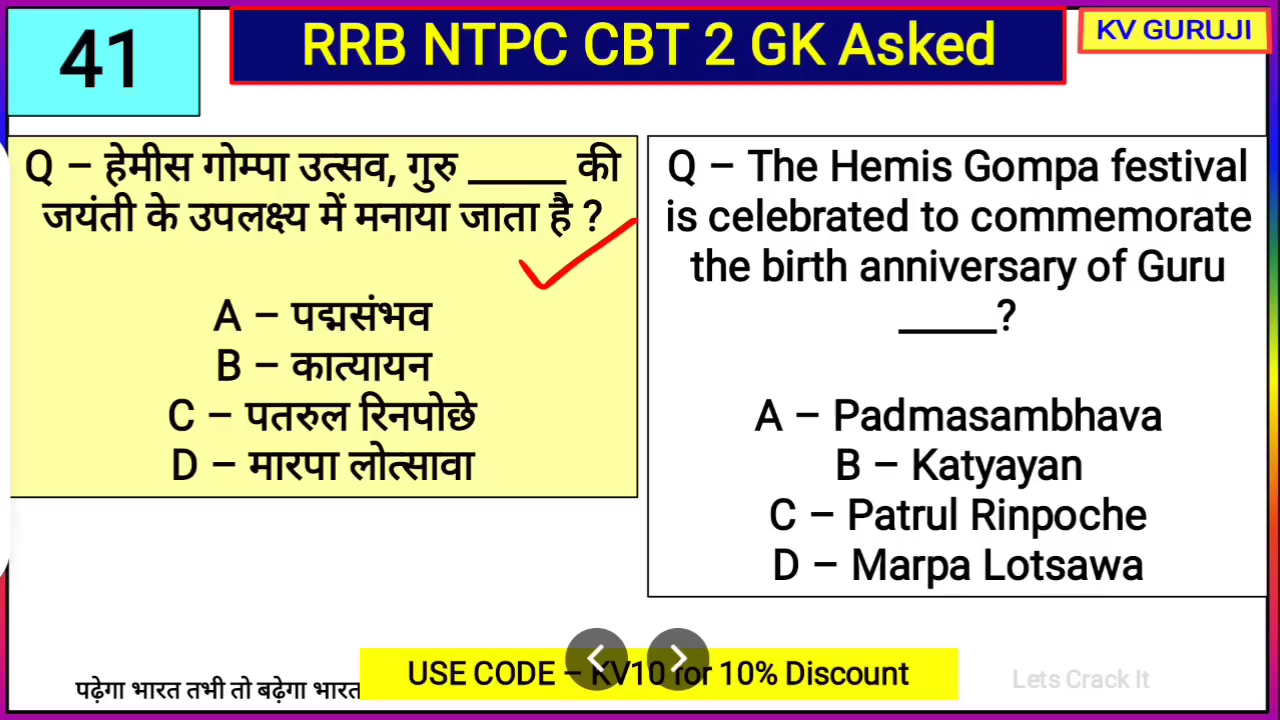 41
RRB NTPC CBT 2 GK Asked
KV GURUJI
Q – हेमीस गोम्पा उत्सव, गुरु _____ की
जयंती के उपलक्ष्य में मनाया जाता है ?
A – पद्मसंभव
B – कात्यायन
C – पतरुल रिनपोछे
D – मारपा लोत्सावा
Q – The Hemis Gompa festival
is celebrated to commemorate
the birth anniversary of Guru
_____?
A – Padmasambhava
B – Katyayan
C – Patrul Rinpoche
D – Marpa Lotsawa
पढ़ेगा भारत तभी तो बढ़ेगा भारत
USE CODE – KV10 for 10% Discount
Lets Crack It